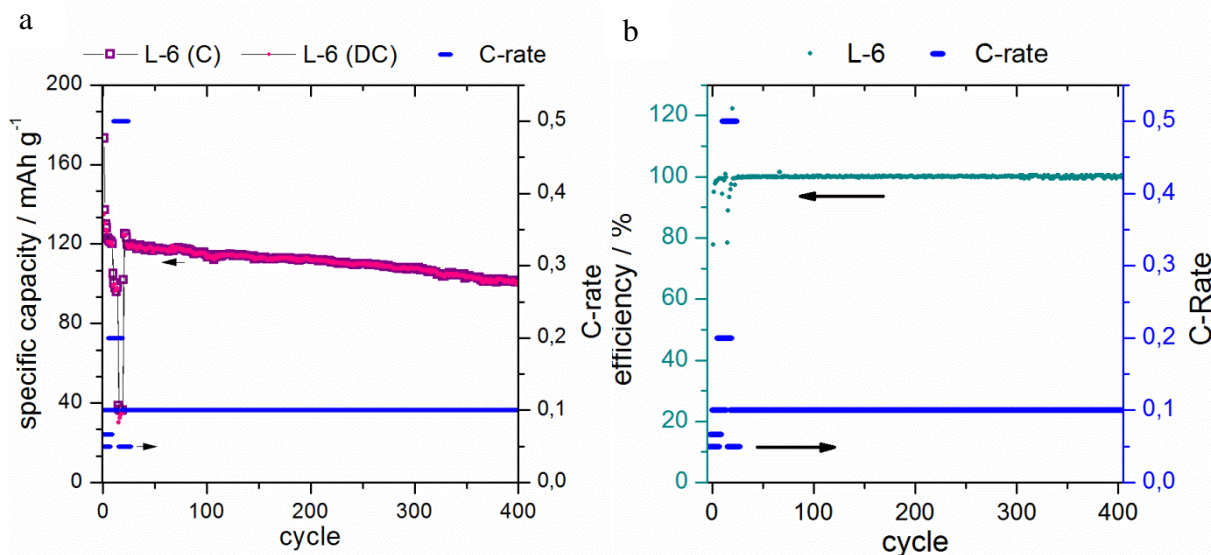 a
L-6 (C) L-6 (DC) C-rate
200
160
120
80
40
0
specific capacity / mAh g⁻¹
0 100 200 300 400
cycle
0,5
0,4
0,3
0,2
0,1
0,0
C-rate
b
L-6 C-rate
120
100
80
60
40
20
0
efficiency / %
0 100 200 300 400
cycle
0,5
0,4
0,3
0,2
0,1
0,0
C-Rate